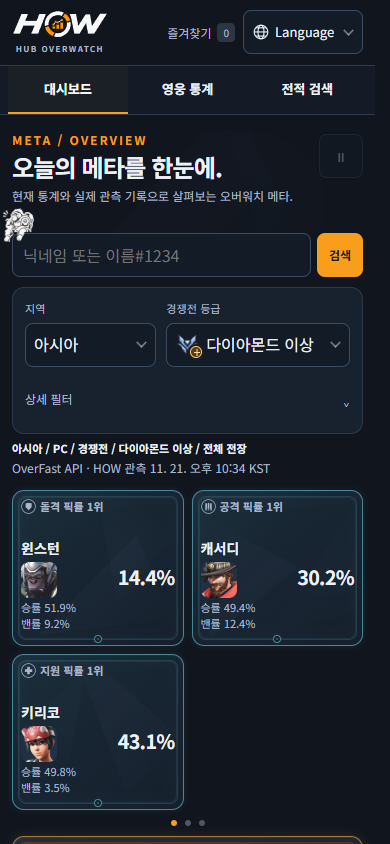 HOW
HUB OVERWATCH
즐겨찾기 0
Language
대시보드
영웅 통계
전적 검색
META / OVERVIEW
오늘의 메타를 한눈에.
현재 통계와 실제 관측 기록으로 살펴보는 오버워치 메타.
닉네임 또는 이름#1234
검색
지역
경쟁전 등급
아시아
다이아몬드 이상
상세 필터
아시아 / PC / 경쟁전 / 다이아몬드 이상 / 전체 전장
OverFast API · HOW 관측 11. 21. 오후 10:34 KST
돌격 픽률 1위
윈스턴
14.4%
승률 51.9%
밴률 9.2%
공격 픽률 1위
캐서디
30.2%
승률 49.4%
밴률 12.4%
지원 픽률 1위
키리코
43.1%
승률 49.8%
밴률 3.5%